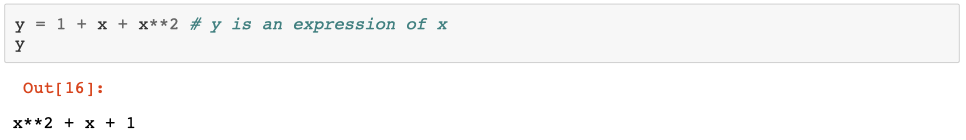 y = 1 + x + x**2 # y is an expression of x
y
Out[16]:
x**2 + x + 1